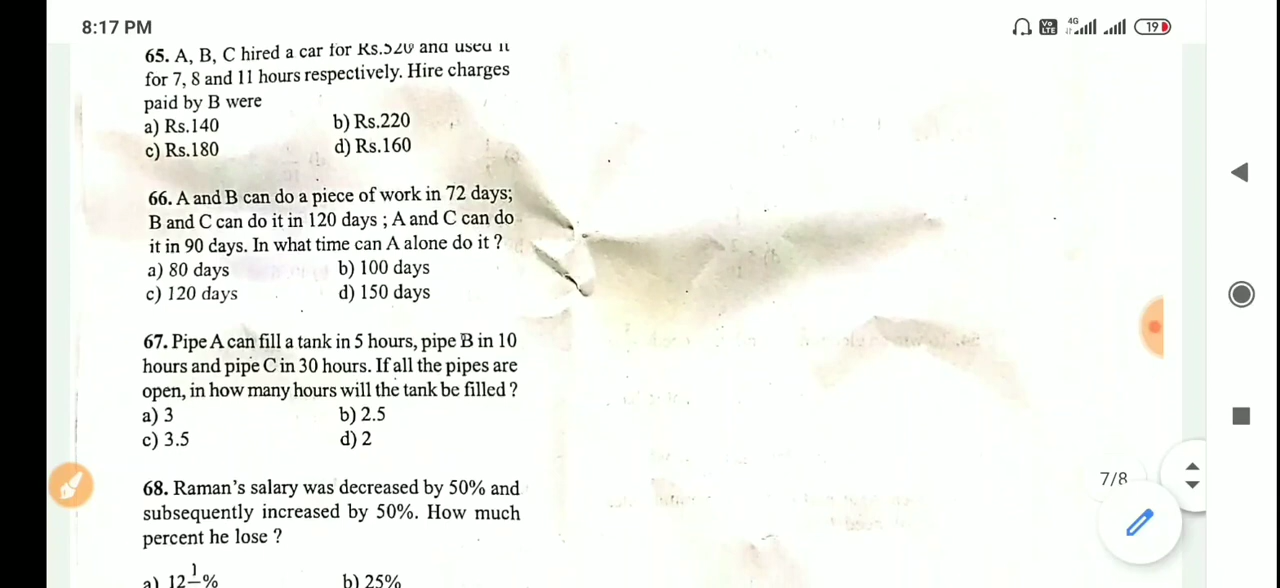 8:17 PM
Vo LTE 4G 19
65. A, B, C hired a car for Rs.520 and used it
for 7, 8 and 11 hours respectively. Hire charges
paid by B were
a) Rs.140 b) Rs.220
c) Rs.180 d) Rs.160
66. A and B can do a piece of work in 72 days;
B and C can do it in 120 days ; A and C can do
it in 90 days. In what time can A alone do it ?
a) 80 days b) 100 days
c) 120 days d) 150 days
67. Pipe A can fill a tank in 5 hours, pipe B in 10
hours and pipe C in 30 hours. If all the pipes are
open, in how many hours will the tank be filled ?
a) 3 b) 2.5
c) 3.5 d) 2
7/8
68. Raman's salary was decreased by 50% and
subsequently increased by 50%. How much
percent he lose ?
b) 25%